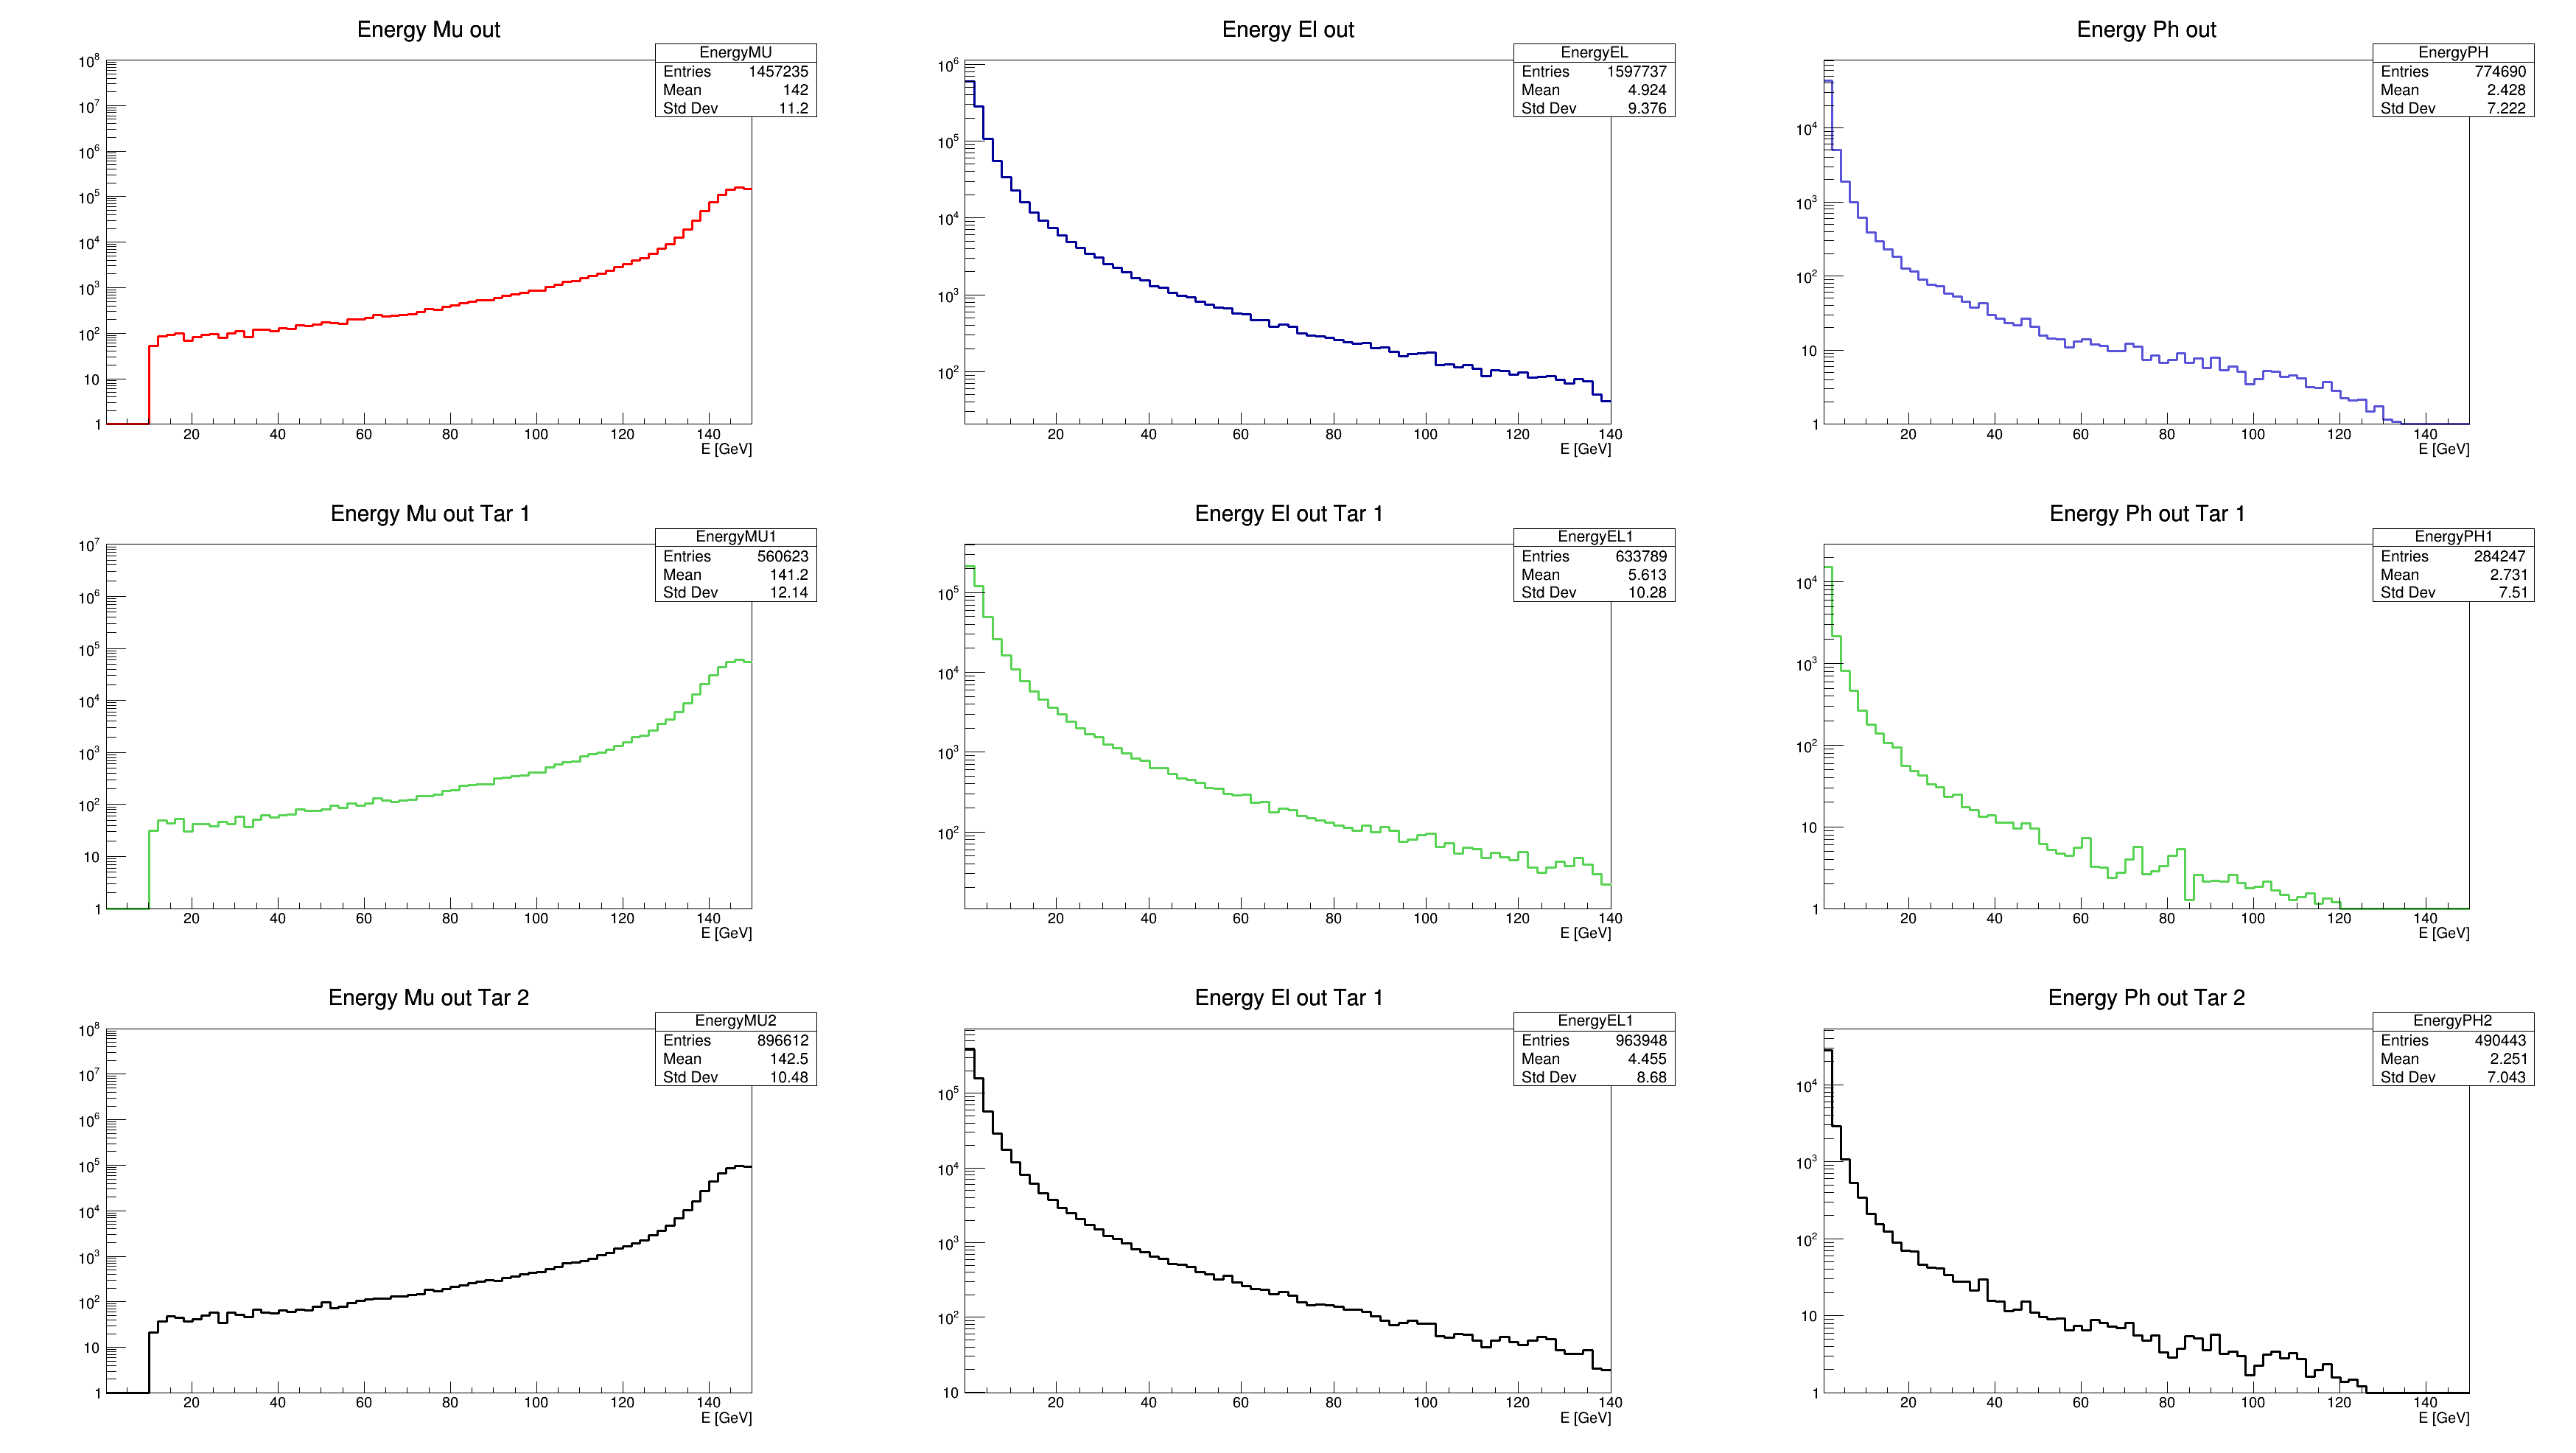 Energy Mu out
EnergyMU
Entries 1457235
Mean 142
Std Dev 11.2
10^8
10^7
10^6
10^5
10^4
10^3
10^2
10
1
20 40 60 80 100 120 140
E [GeV]
Energy El out
EnergyEL
Entries 1597737
Mean 4.924
Std Dev 9.376
10^6
10^5
10^4
10^3
10^2
20 40 60 80 100 120 140
E [GeV]
Energy Ph out
EnergyPH
Entries 774690
Mean 2.428
Std Dev 7.222
10^4
10^3
10^2
10
1
20 40 60 80 100 120 140
E [GeV]
Energy Mu out Tar 1
EnergyMU1
Entries 560623
Mean 141.2
Std Dev 12.14
10^7
10^6
10^5
10^4
10^3
10^2
10
1
20 40 60 80 100 120 140
E [GeV]
Energy El out Tar 1
EnergyEL1
Entries 633789
Mean 5.613
Std Dev 10.28
10^5
10^4
10^3
10^2
20 40 60 80 100 120 140
E [GeV]
Energy Ph out Tar 1
EnergyPH1
Entries 284247
Mean 2.731
Std Dev 7.51
10^4
10^3
10^2
10
1
20 40 60 80 100 120 140
E [GeV]
Energy Mu out Tar 2
EnergyMU2
Entries 896612
Mean 142.5
Std Dev 10.48
10^8
10^7
10^6
10^5
10^4
10^3
10^2
10
1
20 40 60 80 100 120 140
E [GeV]
Energy El out Tar 1
EnergyEL1
Entries 963948
Mean 4.455
Std Dev 8.68
10^5
10^4
10^3
10^2
10
20 40 60 80 100 120 140
E [GeV]
Energy Ph out Tar 2
EnergyPH2
Entries 490443
Mean 2.251
Std Dev 7.043
10^4
10^3
10^2
10
1
20 40 60 80 100 120 140
E [GeV]